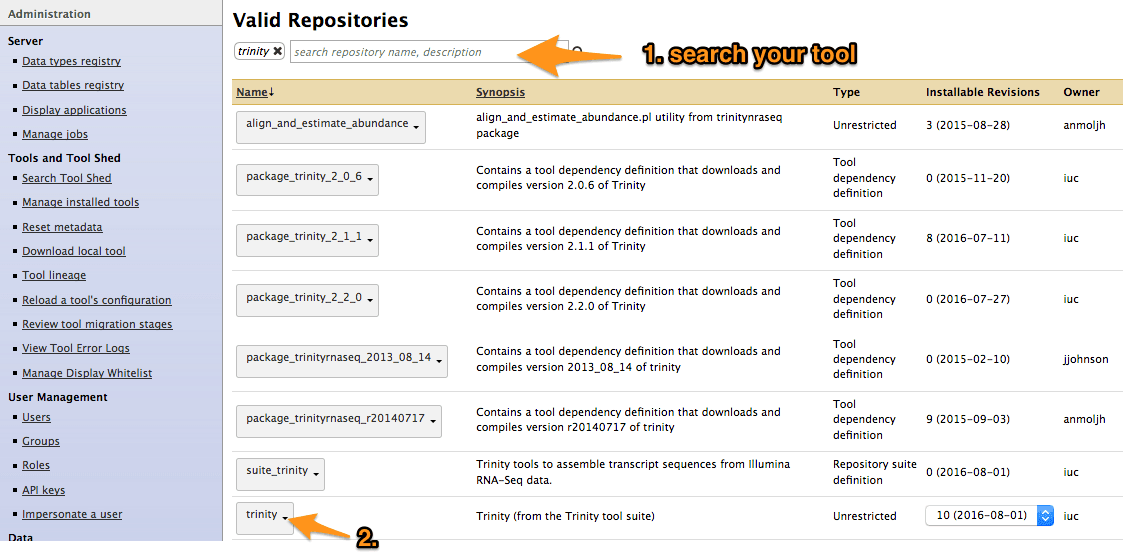 Administration
Server
Data types registry
Data tables registry
Display applications
Manage jobs
Tools and Tool Shed
Search Tool Shed
Manage installed tools
Reset metadata
Download local tool
Tool lineage
Reload a tool's configuration
Review tool migration stages
View Tool Error Logs
Manage Display Whitelist
User Management
Users
Groups
Roles
API keys
Impersonate a user
Data
Valid Repositories
trinity ✖ search repository name, description
1. search your tool
Name↓ Synopsis Type Installable Revisions Owner
align_and_estimate_abundance align_and_estimate_abundance.pl utility from trinitynraseq Unrestricted 3 (2015-08-28) anmoljh
package
package_trinity_2_0_6 Contains a tool dependency definition that downloads and Tool 0 (2015-11-20) iuc
compiles version 2.0.6 of Trinity dependency
definition
package_trinity_2_1_1 Contains a tool dependency definition that downloads and Tool 8 (2016-07-11) iuc
compiles version 2.1.1 of Trinity dependency
definition
package_trinity_2_2_0 Contains a tool dependency definition that downloads and Tool 0 (2016-07-27) iuc
compiles version 2.2.0 of Trinity dependency
definition
package_trinityrnaseq_2013_08_14 Contains a tool dependency definition that downloads and Tool 0 (2015-02-10) jjohnson
compiles version 2013_08_14 of trinity dependency
definition
package_trinityrnaseq_r20140717 Contains a tool dependency definition that downloads and Tool 9 (2015-09-03) anmoljh
compiles version r20140717 of trinity dependency
definition
suite_trinity Trinity tools to assemble transcript sequences from Illumina Repository suite 0 (2016-08-01) iuc
RNA-Seq data. definition
trinity Trinity (from the Trinity tool suite) Unrestricted 10 (2016-08-01) iuc
2.